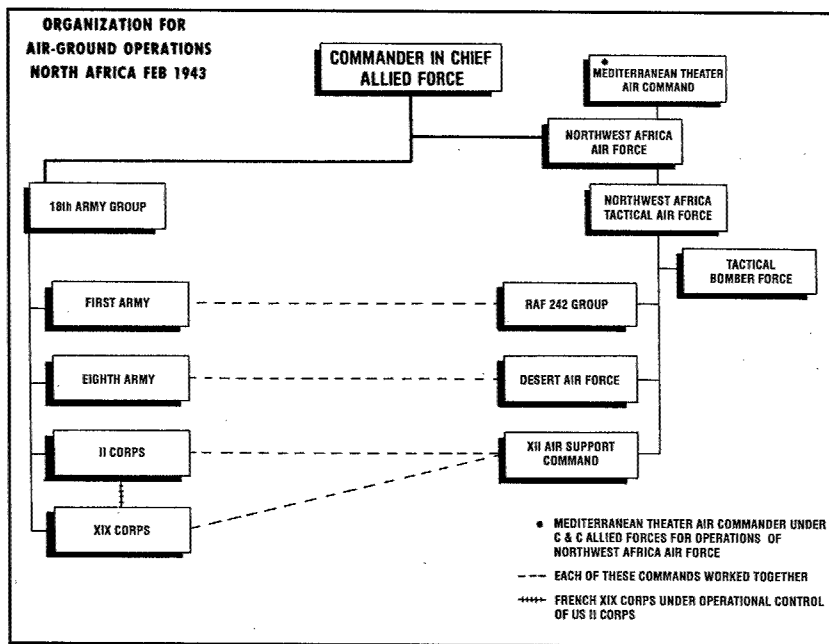 ORGANIZATION FOR
AIR-GROUND OPERATIONS
NORTH AFRICA FEB 1943
COMMANDER IN CHIEF
ALLIED FORCE
* MEDITERRANEAN THEATER
AIR COMMAND
NORTHWEST AFRICA
AIR FORCE
18th ARMY GROUP
NORTHWEST AFRICA
TACTICAL AIR FORCE
TACTICAL
BOMBER FORCE
FIRST ARMY
RAF 242 GROUP
EIGHTH ARMY
DESERT AIR FORCE
II CORPS
XII AIR SUPPORT
COMMAND
XIX CORPS
* MEDITERRANEAN THEATER AIR COMMANDER UNDER
C & C ALLIED FORCES FOR OPERATIONS OF
NORTHWEST AFRICA AIR FORCE
EACH OF THESE COMMANDS WORKED TOGETHER
FRENCH XIX CORPS UNDER OPERATIONAL CONTROL
OF US II CORPS